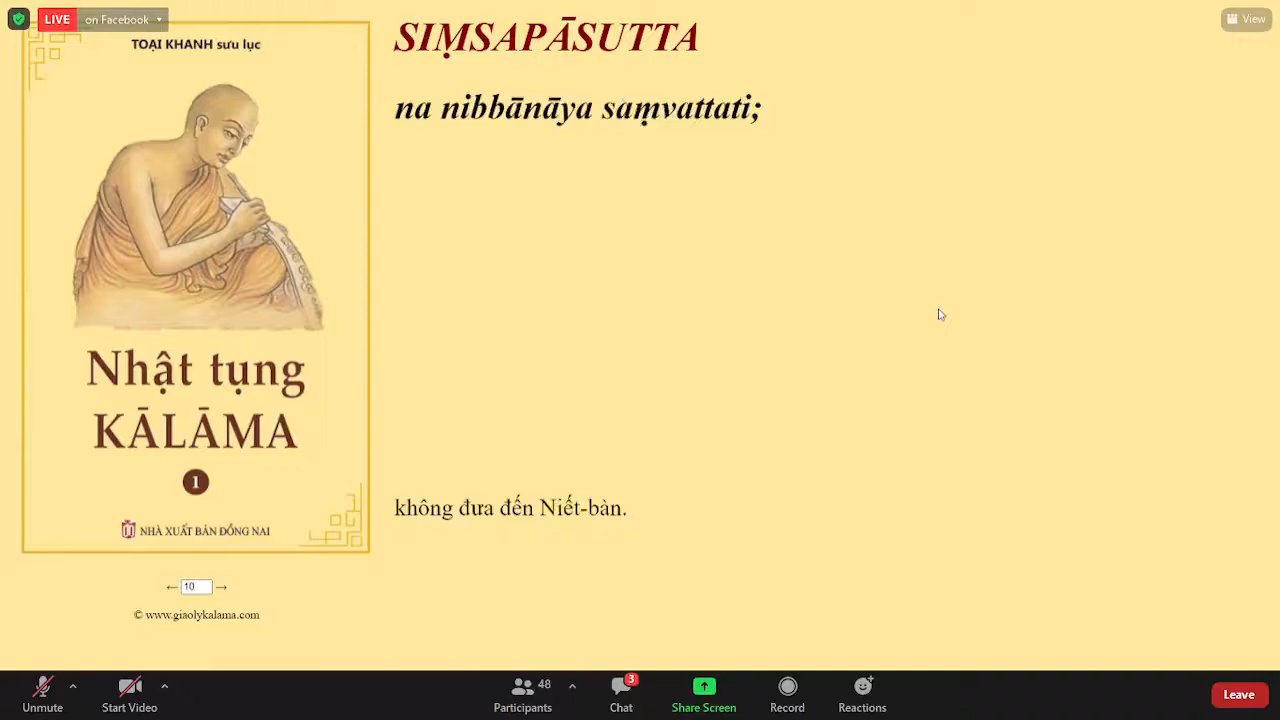 LIVE on Facebook
View
TOẠI KHANH sưu lục
Nhật tụng
KĀLĀMA
1
NHÀ XUẤT BẢN ĐỒNG NAI
← 10 →
© www.giaolykalama.com
SIṂSAPĀSUTTA
na nibbānāya saṃvattati;
không đưa đến Niết-bàn.
Unmute
Start Video
48
Participants
3
Chat
Share Screen
Record
Reactions
Leave